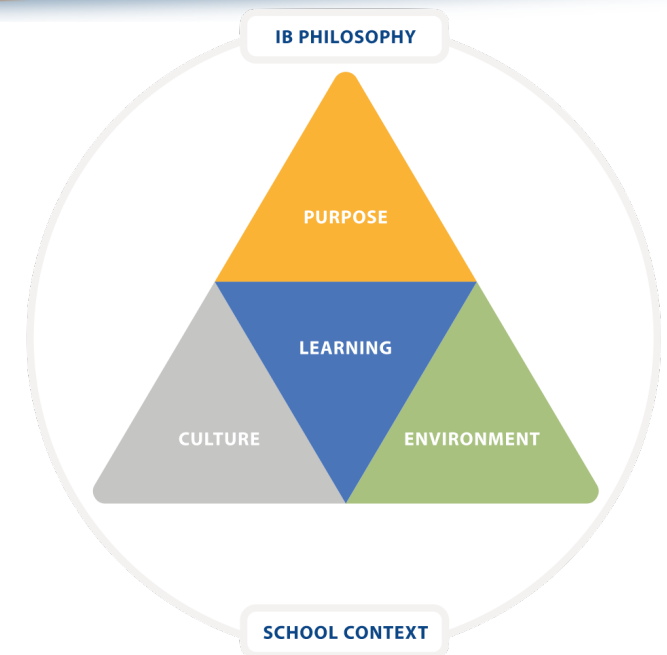 IB PHILOSOPHY
PURPOSE
LEARNING
CULTURE
ENVIRONMENT
SCHOOL CONTEXT